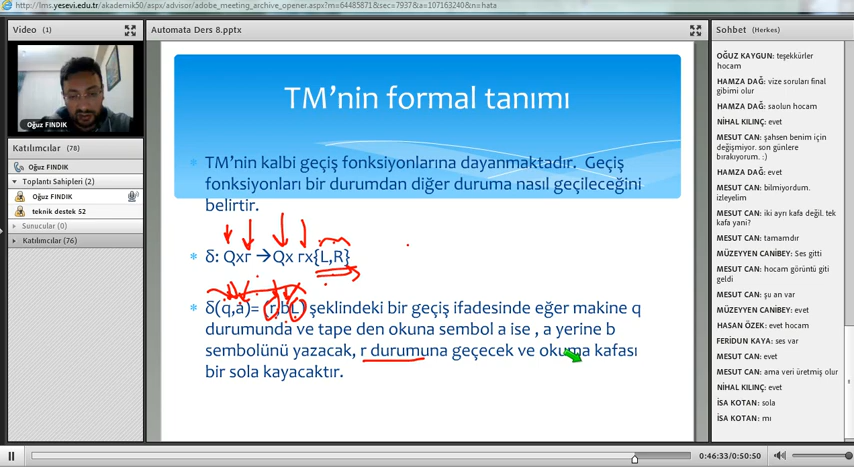 http://lms.yesevi.edu.tr/akademik50/aspx/advisor/adobe_meeting_archive_opener.aspx?m=64485871&sec=7937&a=107163240&n=hata
Video (1)
Oğuz FINDIK
Katılımcılar (78)
Oğuz FINDIK
Toplantı Sahipleri (2)
Oğuz FINDIK
teknik destek 52
Sunucular (0)
Katılımcılar (76)
Automata Ders 8.pptx
TM'nin formal tanımı
TM'nin kalbi geçiş fonksiyonlarına dayanmaktadır. Geçiş
fonksiyonları bir durumdan diğer duruma nasıl geçileceğini
belirtir.
δ: Qxг →Qx гx{L,R}
δ(q,a)= (r,bL) şeklindeki bir geçiş ifadesinde eğer makine q
durumunda ve tape den okuna sembol a ise , a yerine b
sembolünü yazacak, r durumuna geçecek ve okuma kafası
bir sola kayacaktır.
Sohbet (Herkes)
OĞUZ KAYGUN: teşekkürler
hocam
HAMZA DAĞ: vize soruları final
gibimi olur
HAMZA DAĞ: saolun hocam
NİHAL KILINÇ: evet
MESUT CAN: şahsen benim için
değişmiyor. son günlere
bırakıyorum. :)
HAMZA DAĞ: evet
MESUT CAN: bilmiyordum.
izleyelim
MESUT CAN: iki ayrı kafa değil. tek
kafa yani?
MESUT CAN: tamamdır
MÜZEYYEN CANİBEY: Ses gitti
MESUT CAN: hocam görüntü giti
geldi
MÜZEYYEN CANİBEY: evet
MESUT CAN: şu an var
MÜZEYYEN CANİBEY: evet
HASAN ÖZEK: evet hocam
FERİDUN KAYA: ses var
MESUT CAN: evet
MESUT CAN: ama veri üretmiş olur
NİHAL KILINÇ: evet
İSA KOTAN: sola
İSA KOTAN: mı
0:46:33/0:50:50